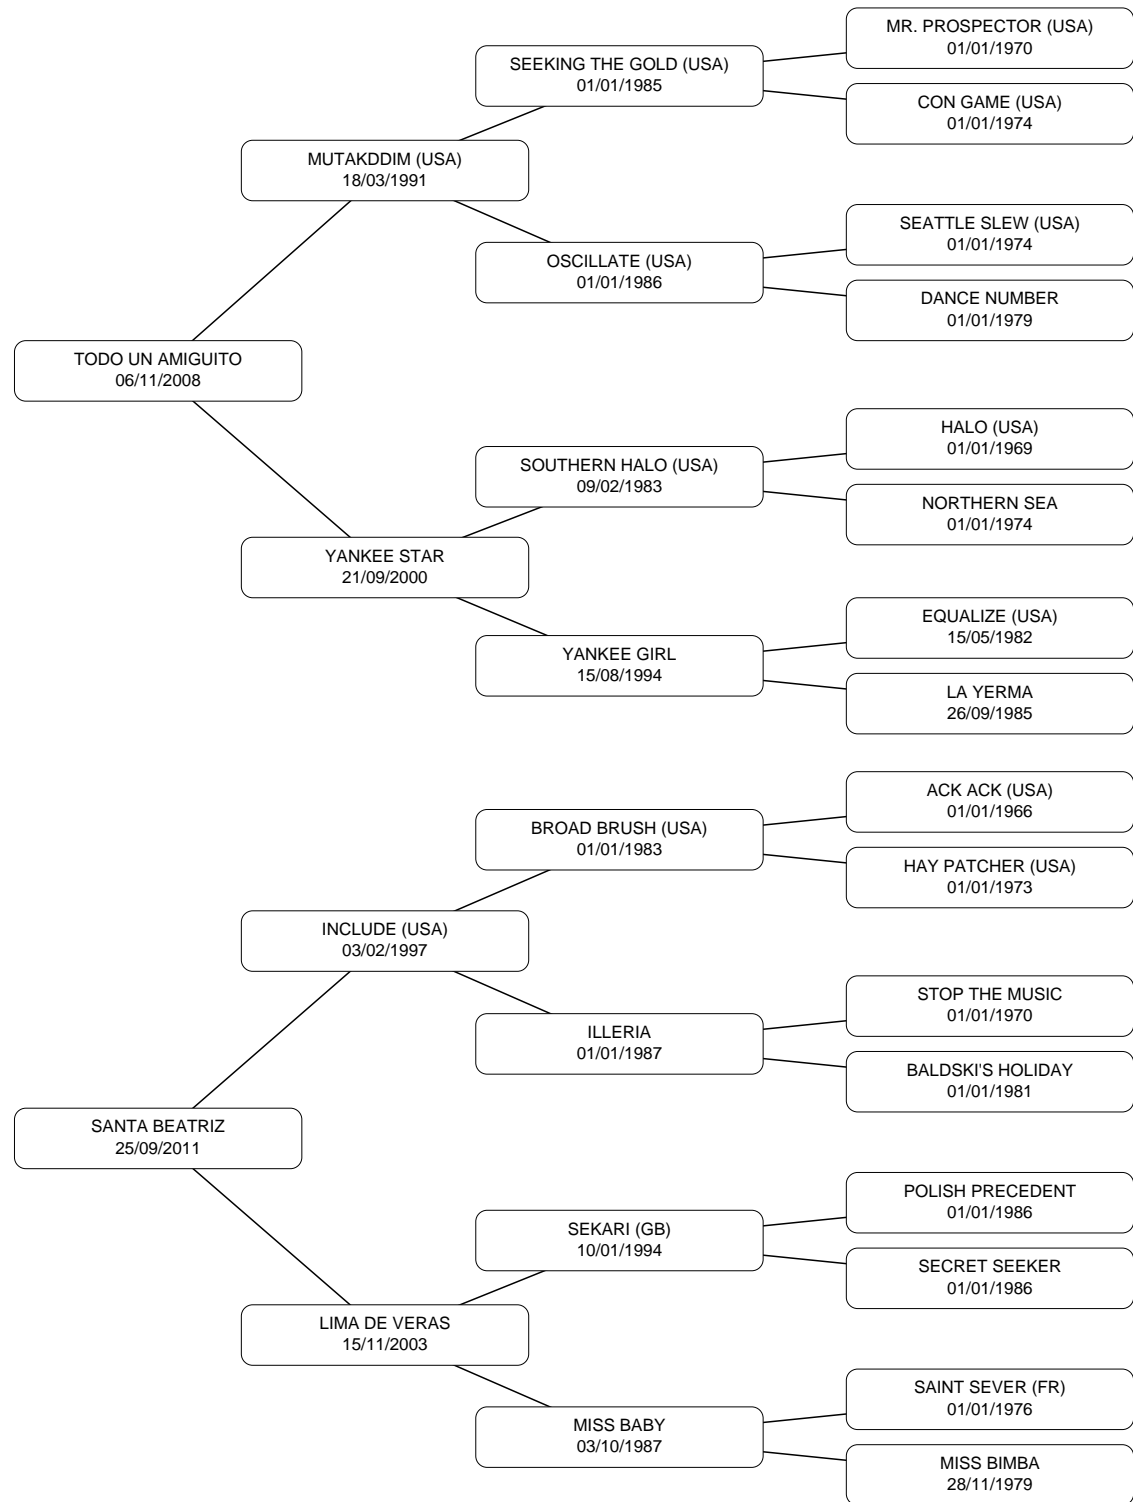 MR. PROSPECTOR (USA)
01/01/1970
SEEKING THE GOLD (USA)
01/01/1985
CON GAME (USA)
01/01/1974
MUTAKDDIM (USA)
18/03/1991
SEATTLE SLEW (USA)
01/01/1974
OSCILLATE (USA)
01/01/1986
DANCE NUMBER
01/01/1979
TODO UN AMIGUITO
06/11/2008
HALO (USA)
01/01/1969
SOUTHERN HALO (USA)
09/02/1983
NORTHERN SEA
01/01/1974
YANKEE STAR
21/09/2000
EQUALIZE (USA)
15/05/1982
YANKEE GIRL
15/08/1994
LA YERMA
26/09/1985
ACK ACK (USA)
01/01/1966
BROAD BRUSH (USA)
01/01/1983
HAY PATCHER (USA)
01/01/1973
INCLUDE (USA)
03/02/1997
STOP THE MUSIC
01/01/1970
ILLERIA
01/01/1987
BALDSKI'S HOLIDAY
01/01/1981
SANTA BEATRIZ
25/09/2011
POLISH PRECEDENT
01/01/1986
SEKARI (GB)
10/01/1994
SECRET SEEKER
01/01/1986
LIMA DE VERAS
15/11/2003
SAINT SEVER (FR)
01/01/1976
MISS BABY
03/10/1987
MISS BIMBA
28/11/1979